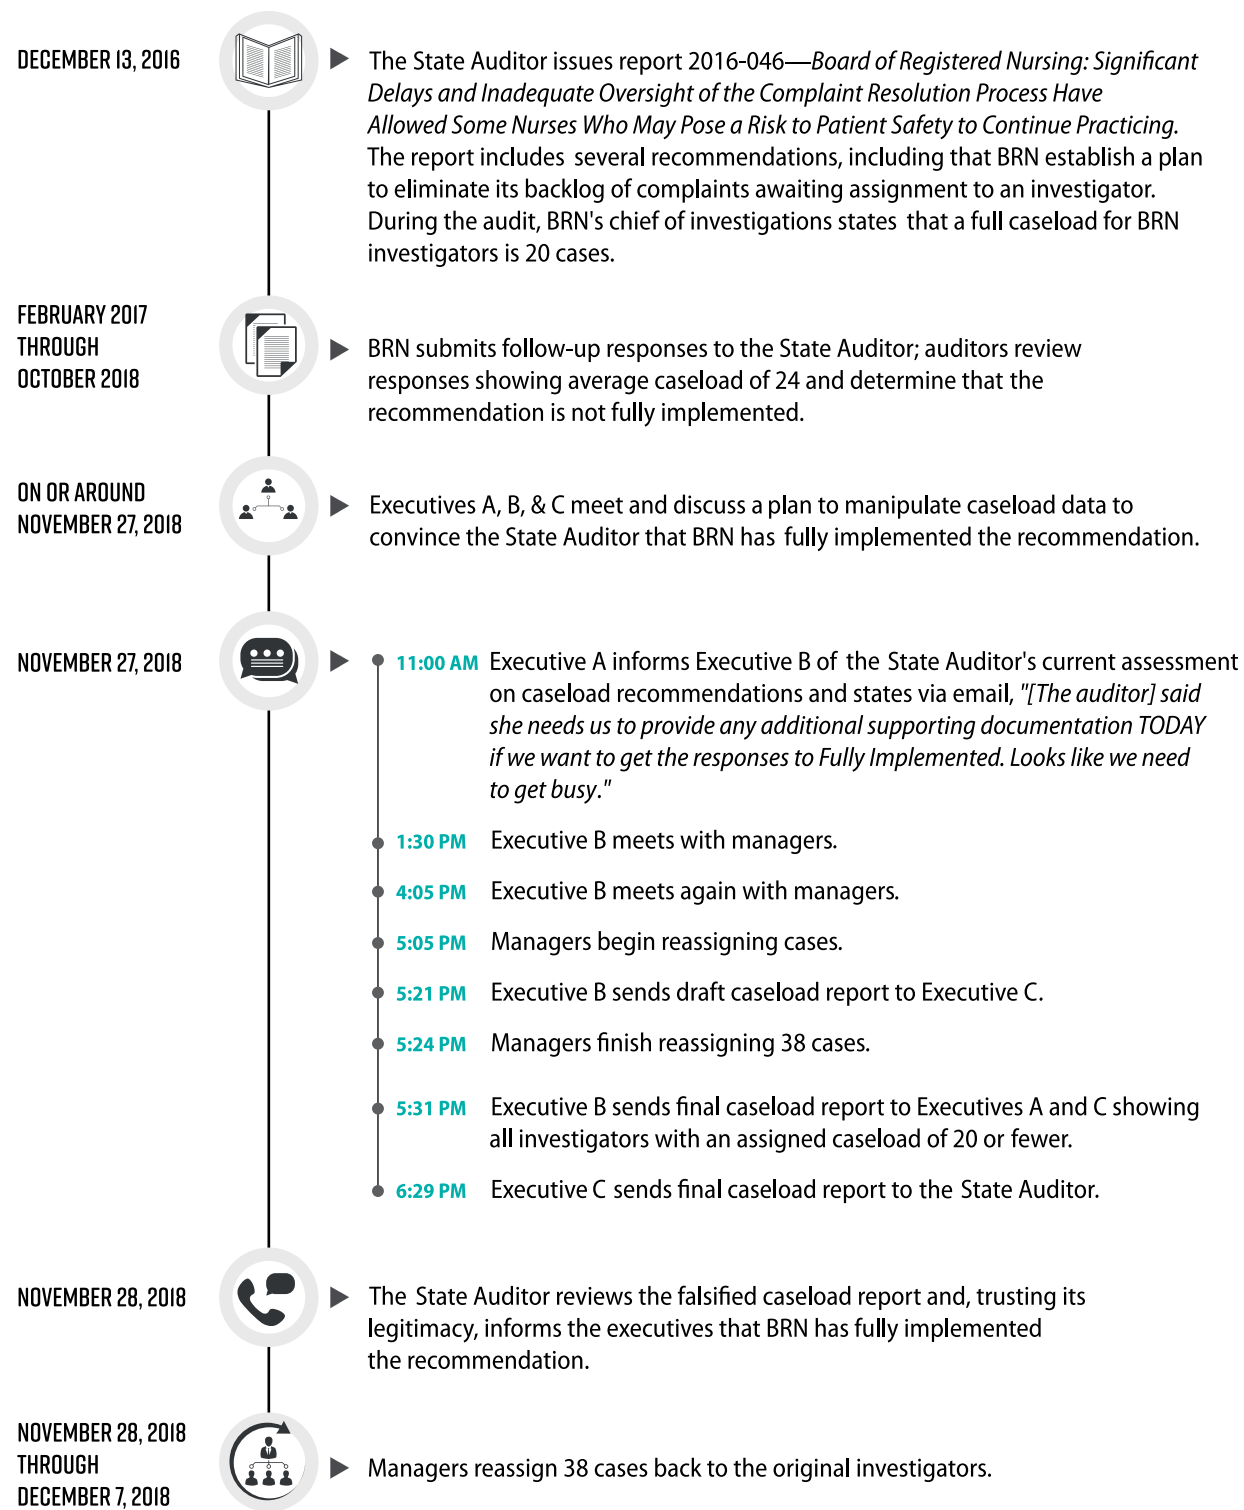 DECEMBER 13, 2016
The State Auditor issues report 2016-046—Board of Registered Nursing: Significant
Delays and Inadequate Oversight of the Complaint Resolution Process Have
Allowed Some Nurses Who May Pose a Risk to Patient Safety to Continue Practicing.
The report includes several recommendations, including that BRN establish a plan
to eliminate its backlog of complaints awaiting assignment to an investigator.
During the audit, BRN's chief of investigations states that a full caseload for BRN
investigators is 20 cases.
FEBRUARY 2017
THROUGH
OCTOBER 2018
BRN submits follow-up responses to the State Auditor; auditors review
responses showing average caseload of 24 and determine that the
recommendation is not fully implemented.
ON OR AROUND
NOVEMBER 27, 2018
Executives A, B, & C meet and discuss a plan to manipulate caseload data to
convince the State Auditor that BRN has fully implemented the recommendation.
NOVEMBER 27, 2018
11:00 AM Executive A informs Executive B of the State Auditor's current assessment
on caseload recommendations and states via email, "[The auditor] said
she needs us to provide any additional supporting documentation TODAY
if we want to get the responses to Fully Implemented. Looks like we need
to get busy."
1:30 PM Executive B meets with managers.
4:05 PM Executive B meets again with managers.
5:05 PM Managers begin reassigning cases.
5:21 PM Executive B sends draft caseload report to Executive C.
5:24 PM Managers finish reassigning 38 cases.
5:31 PM Executive B sends final caseload report to Executives A and C showing
all investigators with an assigned caseload of 20 or fewer.
6:29 PM Executive C sends final caseload report to the State Auditor.
NOVEMBER 28, 2018
The State Auditor reviews the falsified caseload report and, trusting its
legitimacy, informs the executives that BRN has fully implemented
the recommendation.
NOVEMBER 28, 2018
THROUGH
DECEMBER 7, 2018
Managers reassign 38 cases back to the original investigators.